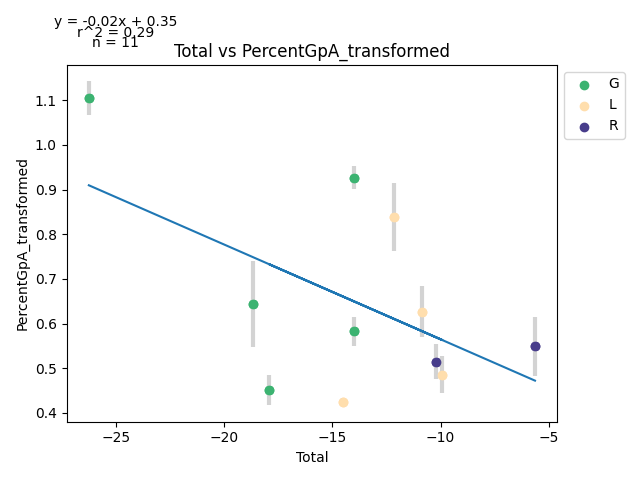 y = -0.02x + 0.35
r^2 = 0.29
n = 11
Total vs PercentGpA_transformed
G
L
R
PercentGpA_transformed
1.1
1.0
0.9
0.8
0.7
0.6
0.5
0.4
−25
−20
−15
−10
−5
Total